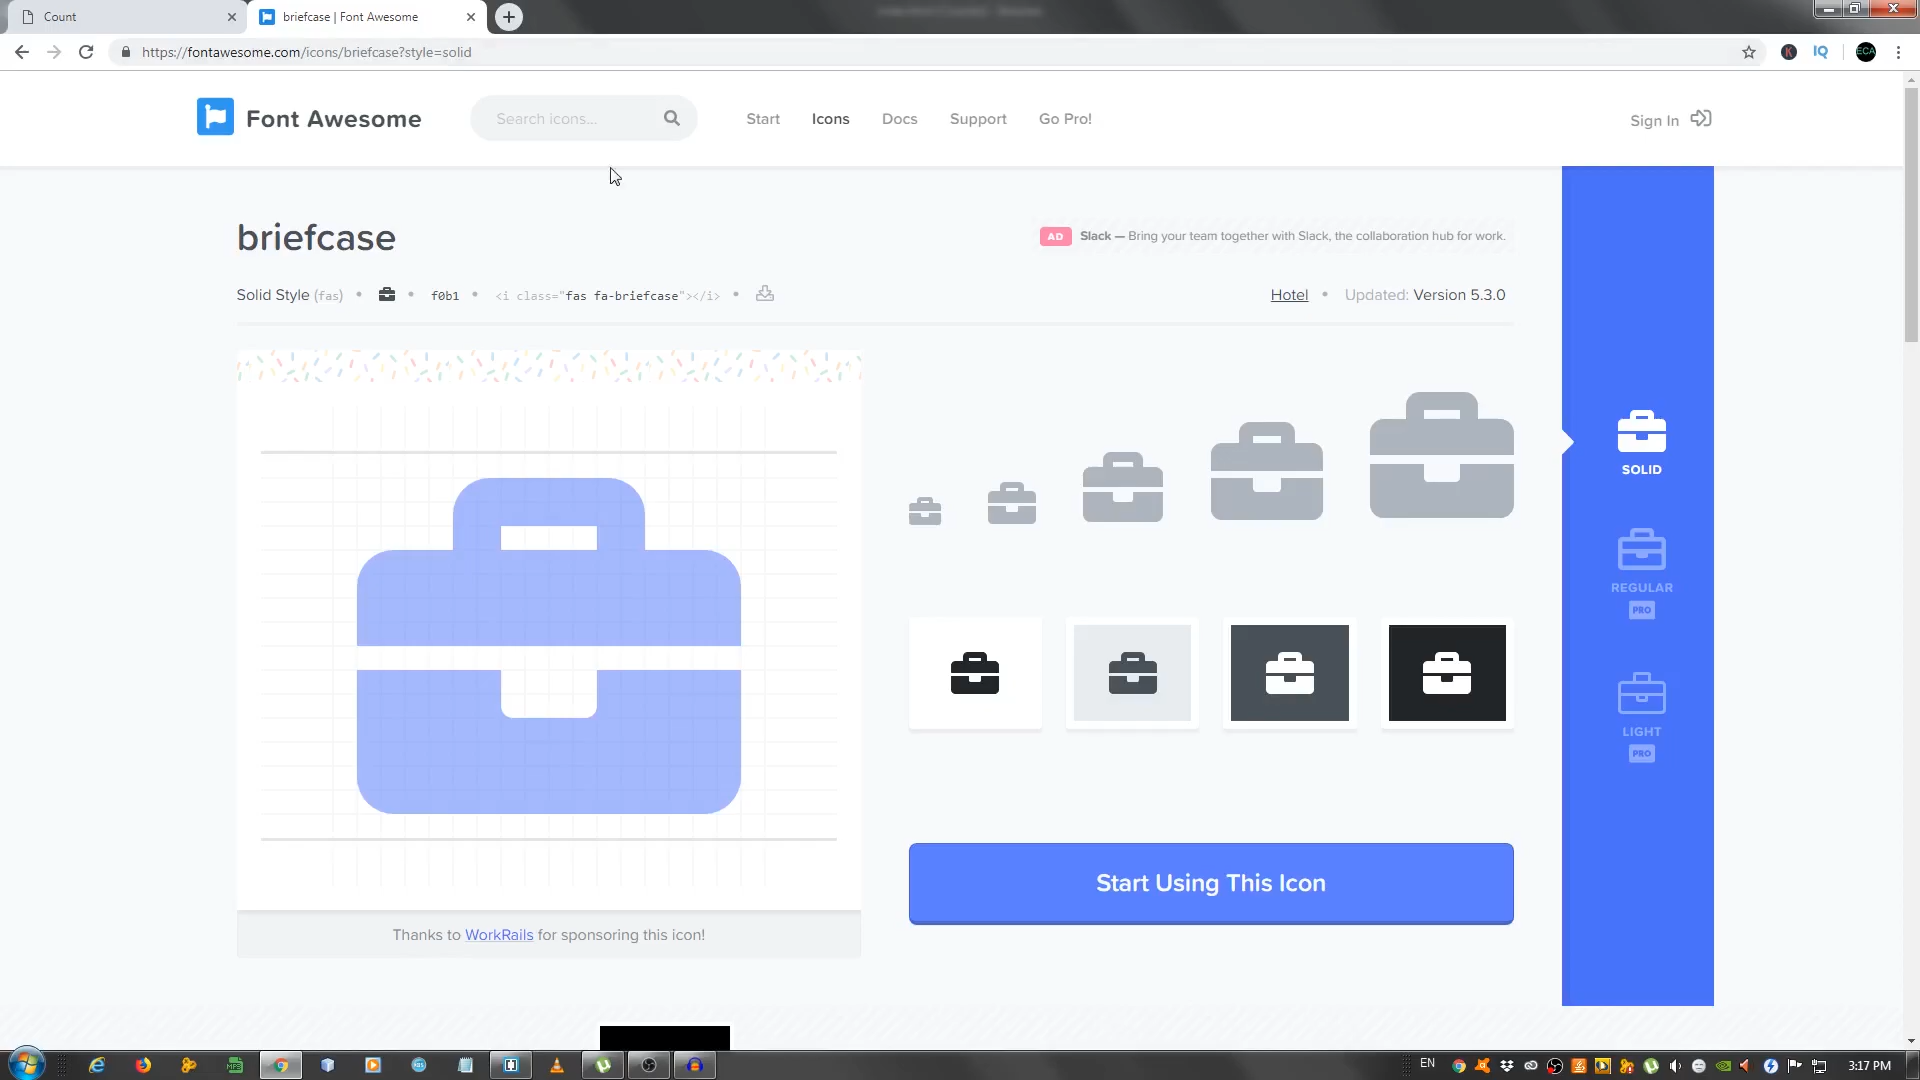 Count
briefcase | Font Awesome
https://fontawesome.com/icons/briefcase?style=solid
K
IQ
ECA
Font Awesome
Search icons...
Start
Icons
Docs
Support
Go Pro!
Sign In
briefcase
AD Slack — Bring your team together with Slack, the collaboration hub for work.
Solid Style (fas) • • f0b1 • <i class="fas fa-briefcase"></i> •
Hotel • Updated: Version 5.3.0
SOLID
REGULAR
PRO
LIGHT
PRO
Start Using This Icon
Thanks to WorkRails for sponsoring this icon!
EN
3:17 PM